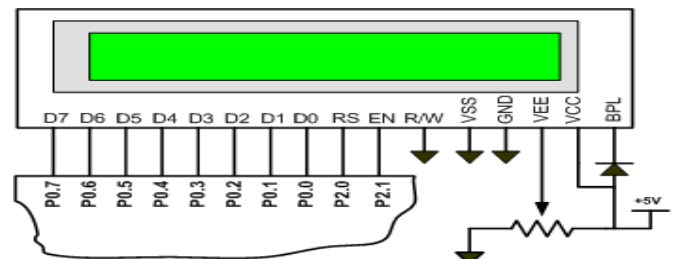 D7 D6 D5 D4 D3 D2 D1 D0 RS EN R/W VSS GND VEE VCC BPL
P0.7 P0.6 P0.5 P0.4 P0.3 P0.2 P0.1 P0.0 P2.0 P2.1
+5V